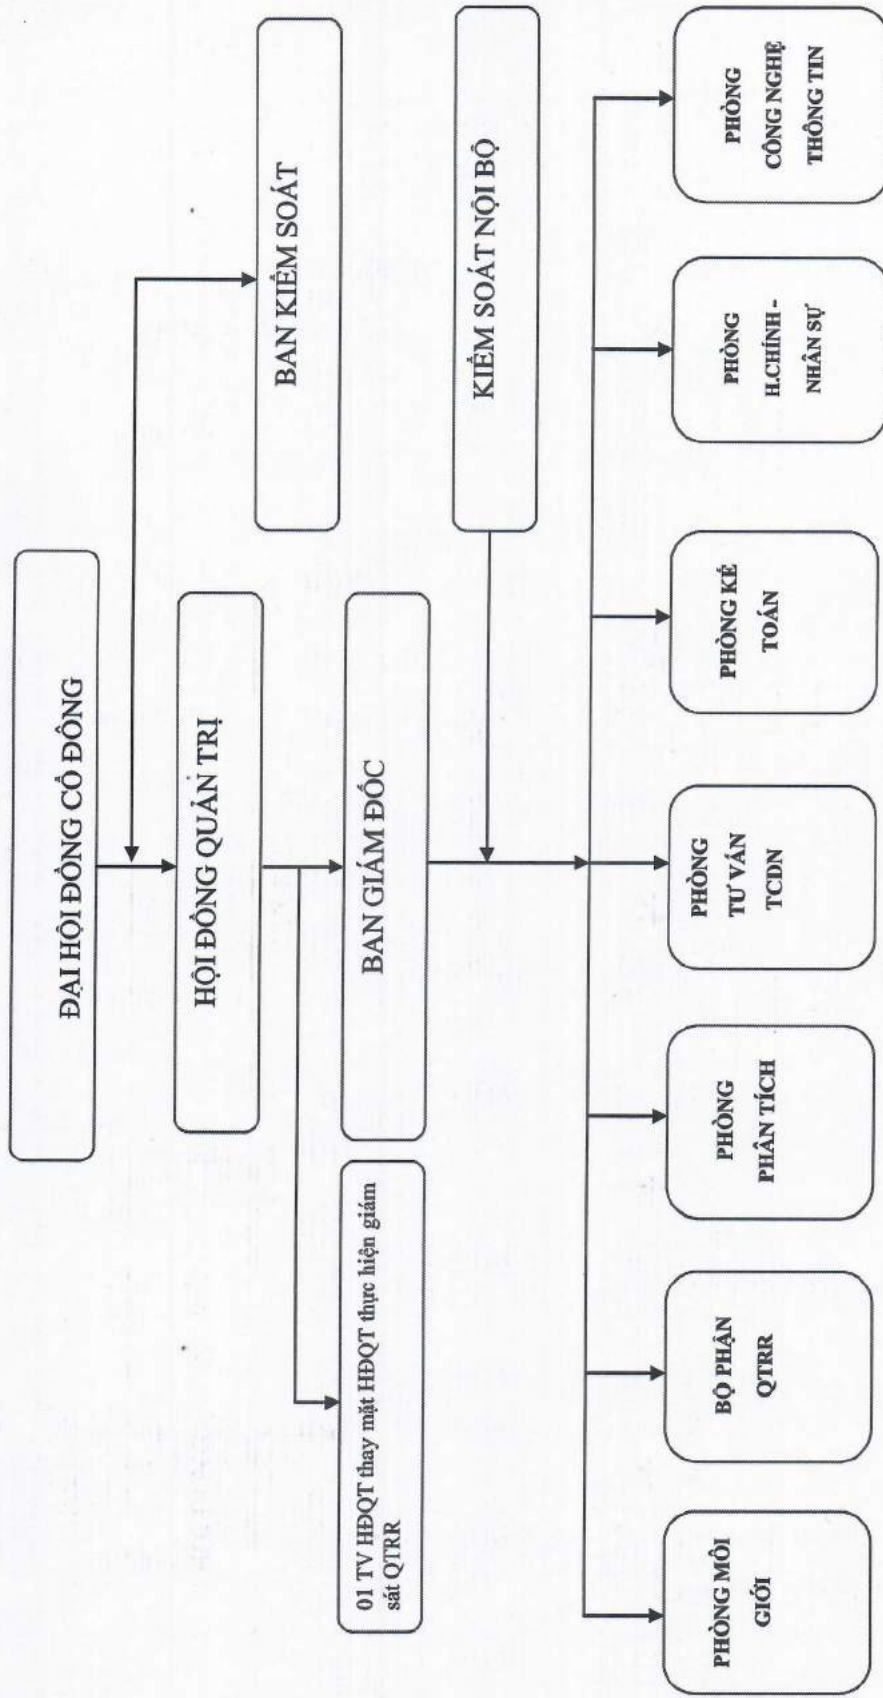 ĐẠI HỘI ĐỒNG CỔ ĐÔNG
BAN KIỂM SOÁT
HỘI ĐỒNG QUẢN TRỊ
01 TV HĐQT thay mặt HĐQT thực hiện giám
sát QTRR
BAN GIÁM ĐỐC
KIỂM SOÁT NỘI BỘ
PHÒNG MÔI
GIỚI
BỘ PHẬN
QTRR
PHÒNG
PHÂN TÍCH
PHÒNG
TƯ VẤN
TCDN
PHÒNG KẾ
TOÁN
PHÒNG
H.CHÍNH -
NHÂN SỰ
PHÒNG
CÔNG NGHỆ
THÔNG TIN